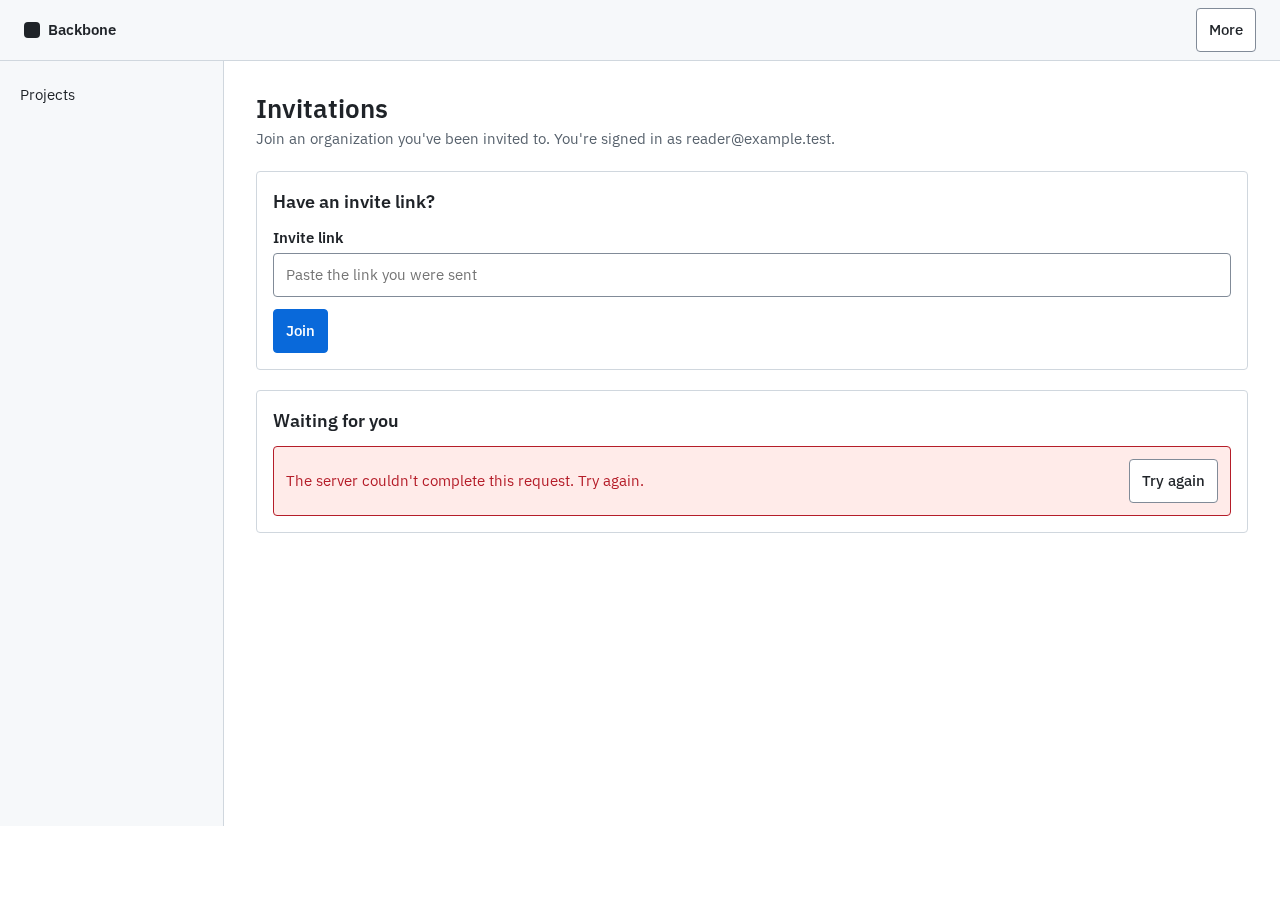 Backbone
More
Projects
Invitations
Join an organization you've been invited to. You're signed in as reader@example.test.
Have an invite link?
Invite link
Paste the link you were sent
Join
Waiting for you
The server couldn't complete this request. Try again.
Try again